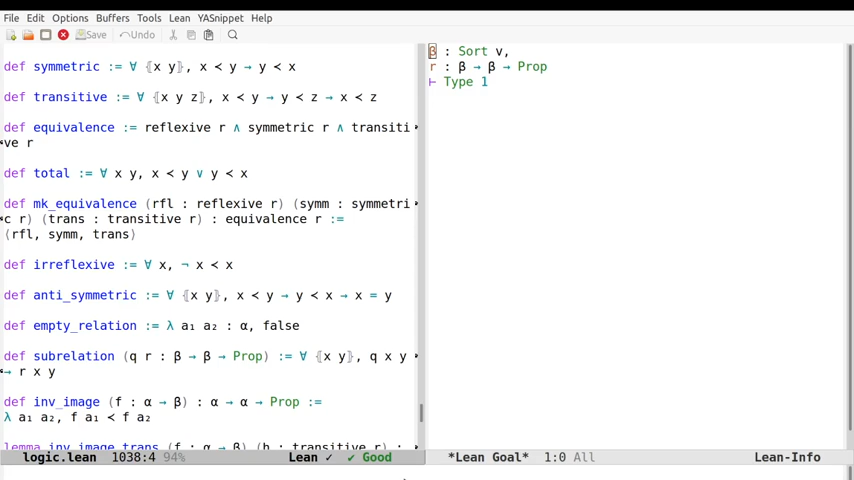 File Edit Options Buffers Tools Lean YASnippet Help
Save Undo
def symmetric := ∀ ⦃x y⦄, x ≺ y → y ≺ x
def transitive := ∀ ⦃x y z⦄, x ≺ y → y ≺ z → x ≺ z
def equivalence := reflexive r ∧ symmetric r ∧ transiti
ve r
def total := ∀ x y, x ≺ y ∨ y ≺ x
def mk_equivalence (rfl : reflexive r) (symm : symmetri
c r) (trans : transitive r) : equivalence r :=
⟨rfl, symm, trans⟩
def irreflexive := ∀ x, ¬ x ≺ x
def anti_symmetric := ∀ ⦃x y⦄, x ≺ y → y ≺ x → x = y
def empty_relation := λ a₁ a₂ : α, false
def subrelation (q r : β → β → Prop) := ∀ ⦃x y⦄, q x y
→ r x y
def inv_image (f : α → β) : α → α → Prop :=
λ a₁ a₂, f a₁ ≺ f a₂
lemma inv_image_trans (f : α → β) (h : transitive r) :
logic.lean 1038:4 94% Lean ✓ ✔ Good
β : Sort v,
r : β → β → Prop
⊢ Type 1
*Lean Goal* 1:0 All Lean-Info